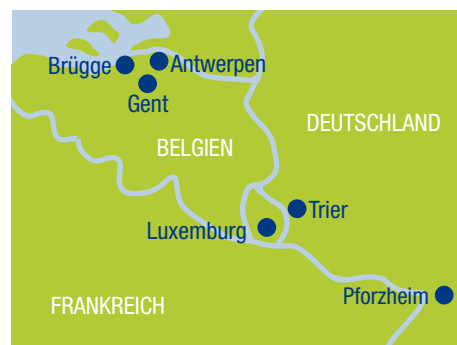 Brügge
Antwerpen
Gent
DEUTSCHLAND
BELGIEN
Trier
Luxemburg
Pforzheim
FRANKREICH